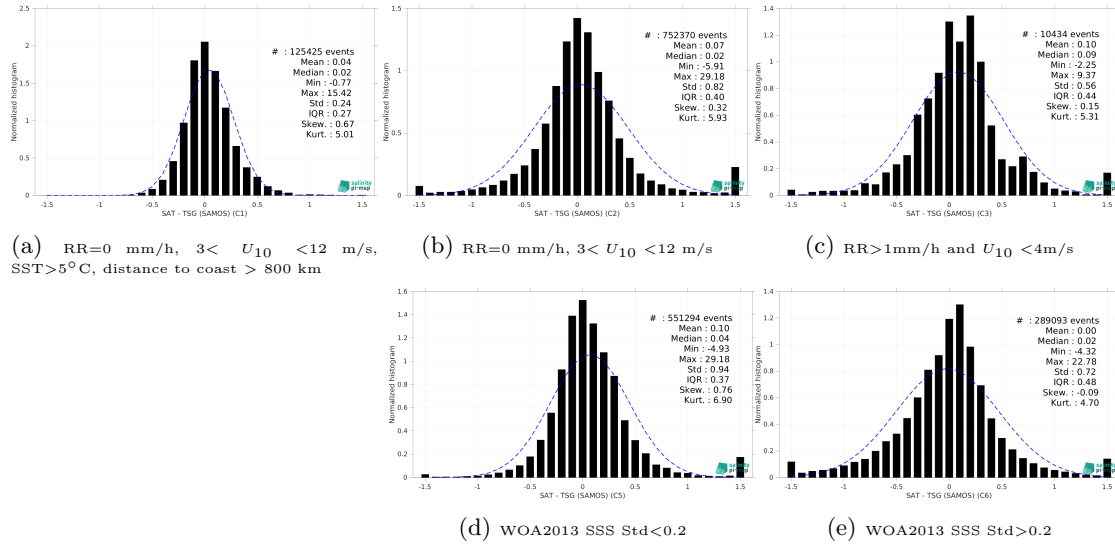 2.5
2
1.5
1
0.5
0
Normalized histogram
# : 125425 events
Mean : 0.04
Median : 0.02
Min : -0.77
Max : 15.42
Std : 0.24
IQR : 0.27
Skew. : 0.67
Kurt. : 5.01
salinity
pi-mep
-1.5 -1 -0.5 0 0.5 1 1.5
SAT - TSG (SAMOS) (C1)
(a) RR=0 mm/h, 3< U10 <12 m/s,
SST>5°C, distance to coast > 800 km
1.5
1
0.5
0
Normalized histogram
# : 752370 events
Mean : 0.07
Median : 0.02
Min : -5.91
Max : 29.18
Std : 0.82
IQR : 0.40
Skew. : 0.32
Kurt. : 5.93
salinity
pi-mep
-1.5 -1 -0.5 0 0.5 1 1.5
SAT - TSG (SAMOS) (C2)
(b) RR=0 mm/h, 3< U10 <12 m/s
1.4
1.2
1
0.8
0.6
0.4
0.2
0
Normalized histogram
# : 10434 events
Mean : 0.10
Median : 0.09
Min : -2.25
Max : 9.37
Std : 0.56
IQR : 0.44
Skew. : 0.15
Kurt. : 5.31
salinity
pi-mep
-1.5 -1 -0.5 0 0.5 1 1.5
SAT - TSG (SAMOS) (C3)
(c) RR>1mm/h and U10 <4m/s
1.6
1.4
1.2
1
0.8
0.6
0.4
0.2
0
Normalized histogram
# : 551294 events
Mean : 0.10
Median : 0.04
Min : -4.93
Max : 29.18
Std : 0.94
IQR : 0.37
Skew. : 0.76
Kurt. : 6.90
salinity
pi-mep
-1.5 -1 -0.5 0 0.5 1 1.5
SAT - TSG (SAMOS) (C5)
(d) WOA2013 SSS Std<0.2
1.4
1.2
1
0.8
0.6
0.4
0.2
0
Normalized histogram
# : 289093 events
Mean : 0.00
Median : 0.02
Min : -4.32
Max : 22.78
Std : 0.72
IQR : 0.48
Skew. : -0.09
Kurt. : 4.70
salinity
pi-mep
-1.5 -1 -0.5 0 0.5 1 1.5
SAT - TSG (SAMOS) (C6)
(e) WOA2013 SSS Std>0.2